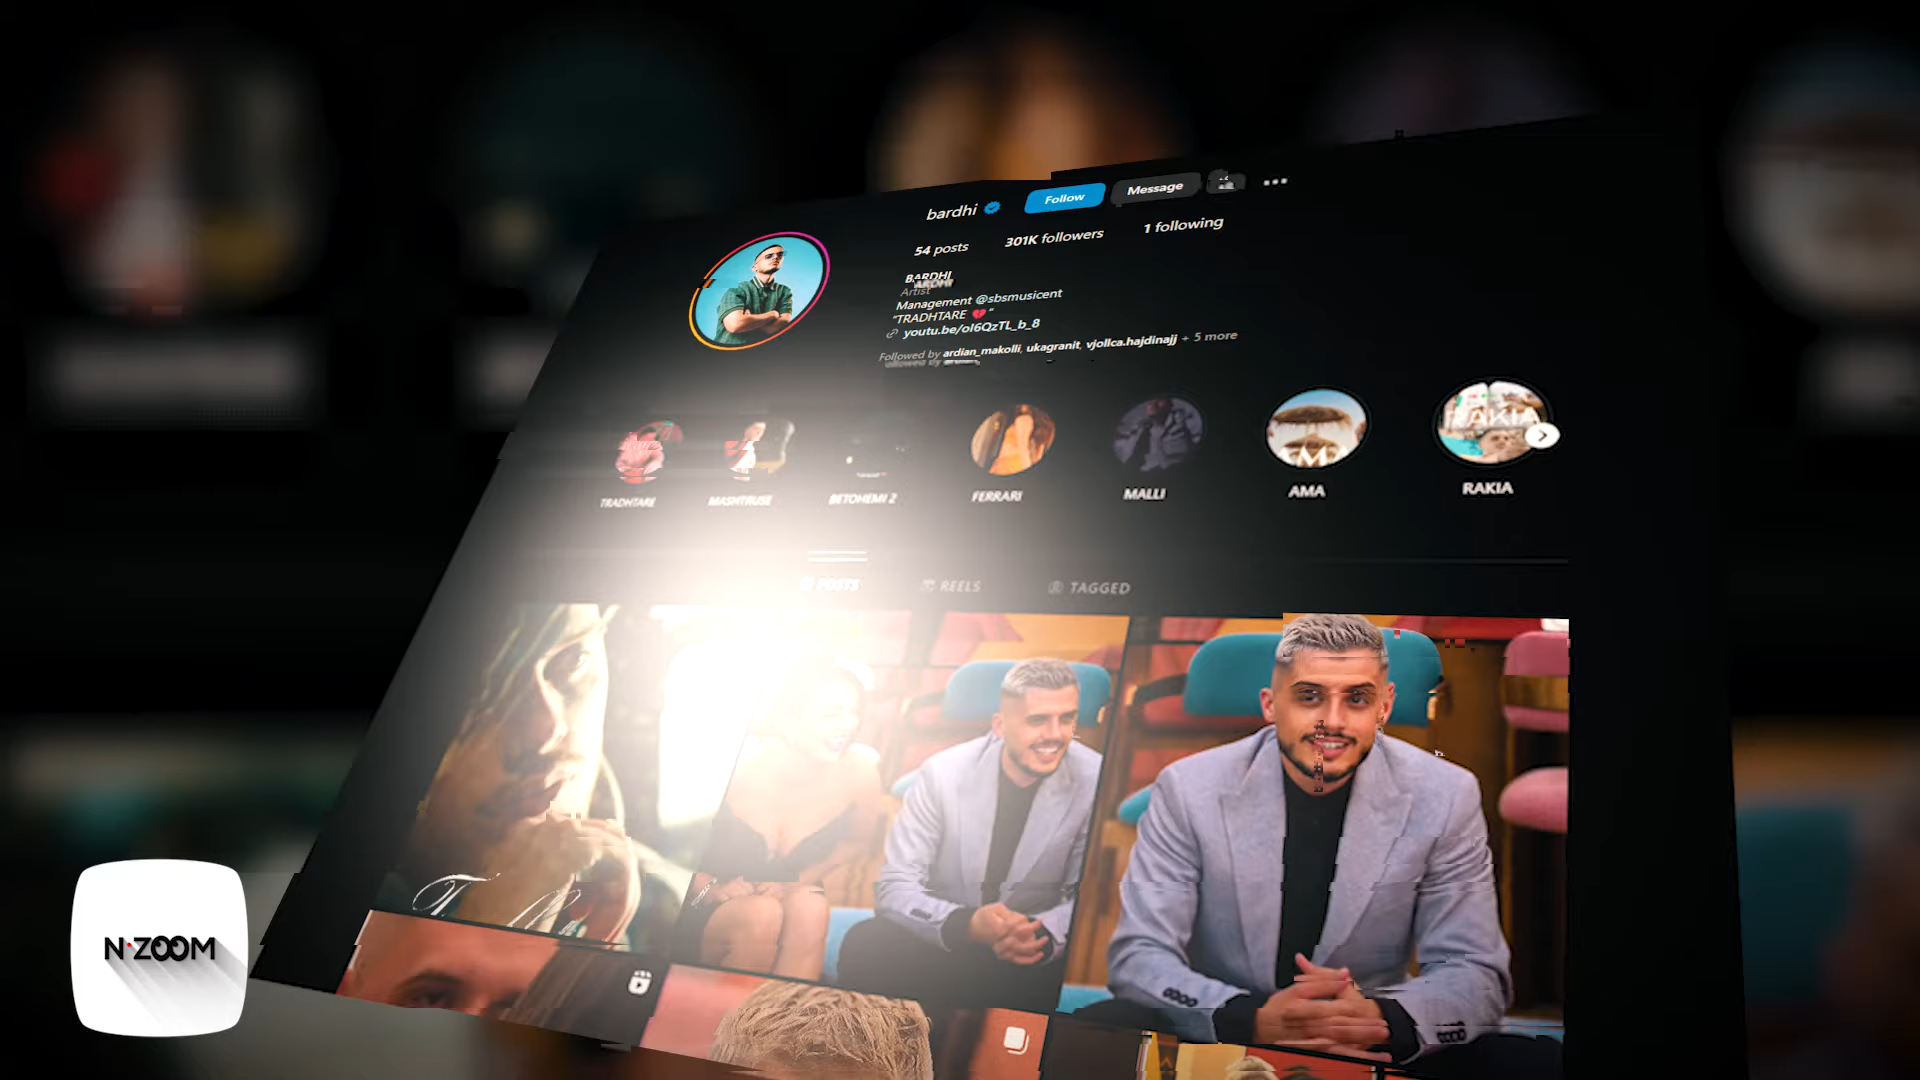 bardhi
Follow
Message
54 posts
301K followers
1 following
BARDHI
Artist
Management @sbsmusicent
"TRADHTARE 💔"
youtu.be/ol6QzTL_b_8
Followed by ardian_makolli, ukagranit, vjollca.hajdinajj + 5 more
RAKIA
TRADHTARE
MASHTRUSE
BETOHEMI 2
FERRARI
MALLI
AMA
RAKIA
POSTS
REELS
TAGGED
N·ZOOM